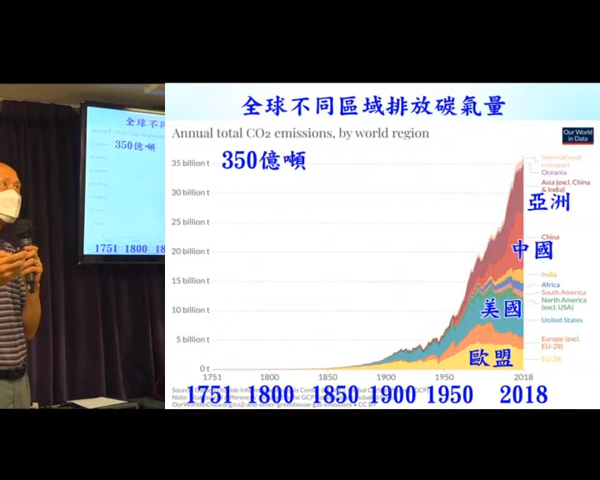 全球不同區域排放碳氣量
Annual total CO₂ emissions, by world region
Our World
in Data
350億噸
35 billion t
30 billion t
25 billion t
20 billion t
15 billion t
10 billion t
5 billion t
0 t
International
transport
Oceania
Asia (excl. China
& India)
亞洲
China
中國
India
Africa
South America
North America
(excl. USA)
美國
United States
Europe (excl.
EU-28)
歐盟
EU-28
1751
1800
1850
1900
1950
2018
1751 1800 1850 1900 1950 2018
全球不
350億噸
1751 1800